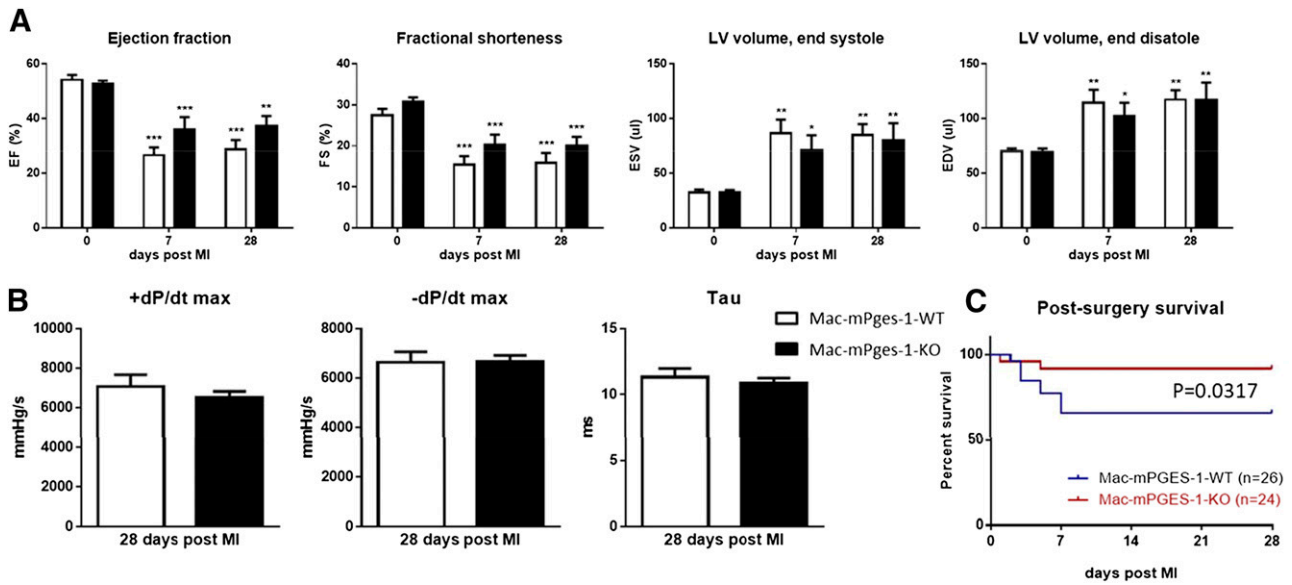 A
Ejection fraction
EF (%)
60
40
20
0
***
***
***
**
0 7 28
days post MI
Fractional shorteness
FS (%)
40
30
20
10
0
***
***
***
***
0 7 28
days post MI
LV volume, end systole
ESV (ul)
150
100
50
0
**
*
**
**
0 7 28
days post MI
LV volume, end disatole
EDV (ul)
150
100
50
0
**
*
**
**
0 7 28
days post MI
B
+dP/dt max
mmHg/s
10000
8000
6000
4000
2000
0
28 days post MI
-dP/dt max
mmHg/s
8000
6000
4000
2000
0
28 days post MI
Tau
ms
15
10
5
0
28 days post MI
Mac-mPges-1-WT
Mac-mPges-1-KO
C
Post-surgery survival
Percent survival
100
50
0
P=0.0317
Mac-mPGES-1-WT (n=26)
Mac-mPGES-1-KO (n=24)
0 7 14 21 28
days post MI